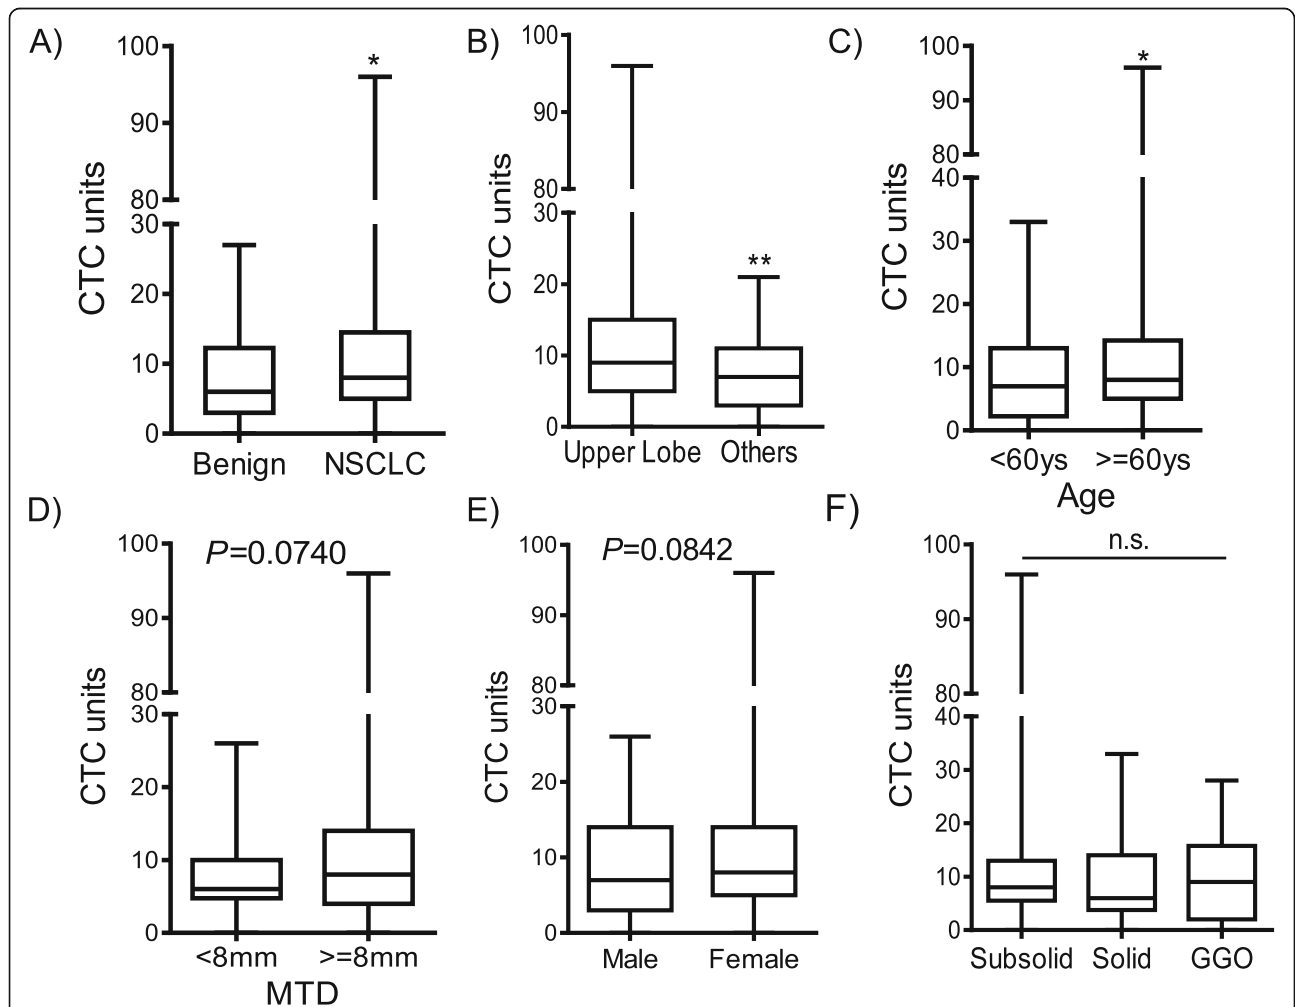 A)
100
90
80
30
20
10
0
CTC units
*
Benign NSCLC
B)
100
90
80
30
20
10
0
CTC units
**
Upper Lobe Others
C)
100
90
80
40
30
20
10
0
CTC units
*
<60ys >=60ys
Age
D)
100
90
80
30
20
10
0
CTC units
P=0.0740
<8mm >=8mm
MTD
E)
100
90
80
30
20
10
0
CTC units
P=0.0842
Male Female
F)
100
90
80
40
30
20
10
0
CTC units
n.s.
Subsolid Solid GGO